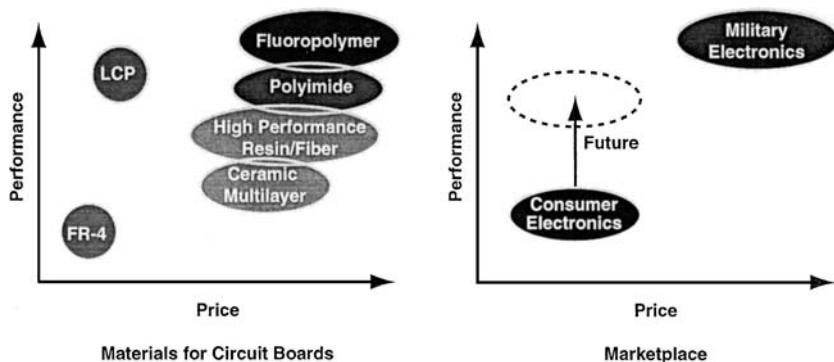 Performance
LCP
FR-4
Fluoropolymer
Polyimide
High Performance
Resin/Fiber
Ceramic
Multilayer
Price
Materials for Circuit Boards
Performance
Military
Electronics
Future
Consumer
Electronics
Price
Marketplace